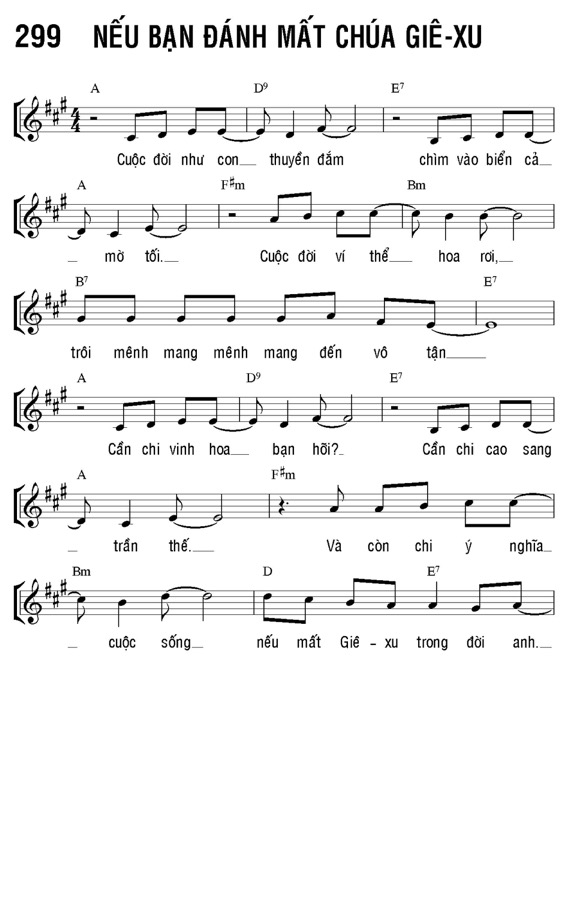 299 NẾU BẠN ĐÁNH MẤT CHÚA GIÊ-XU
A D9 E7
Cuộc đời như con thuyền đắm chìm vào biển cả
A F#m Bm
mờ tối. Cuộc đời ví thể hoa rơi,
B7 E7
trôi mênh mang mênh mang đến vô tận
A D9 E7
Cần chi vinh hoa bạn hỡi? Cần chi cao sang
A F#m
trần thế. Và còn chi ý nghĩa
Bm D E7
cuộc sống nếu mất Giê - xu trong đời anh.